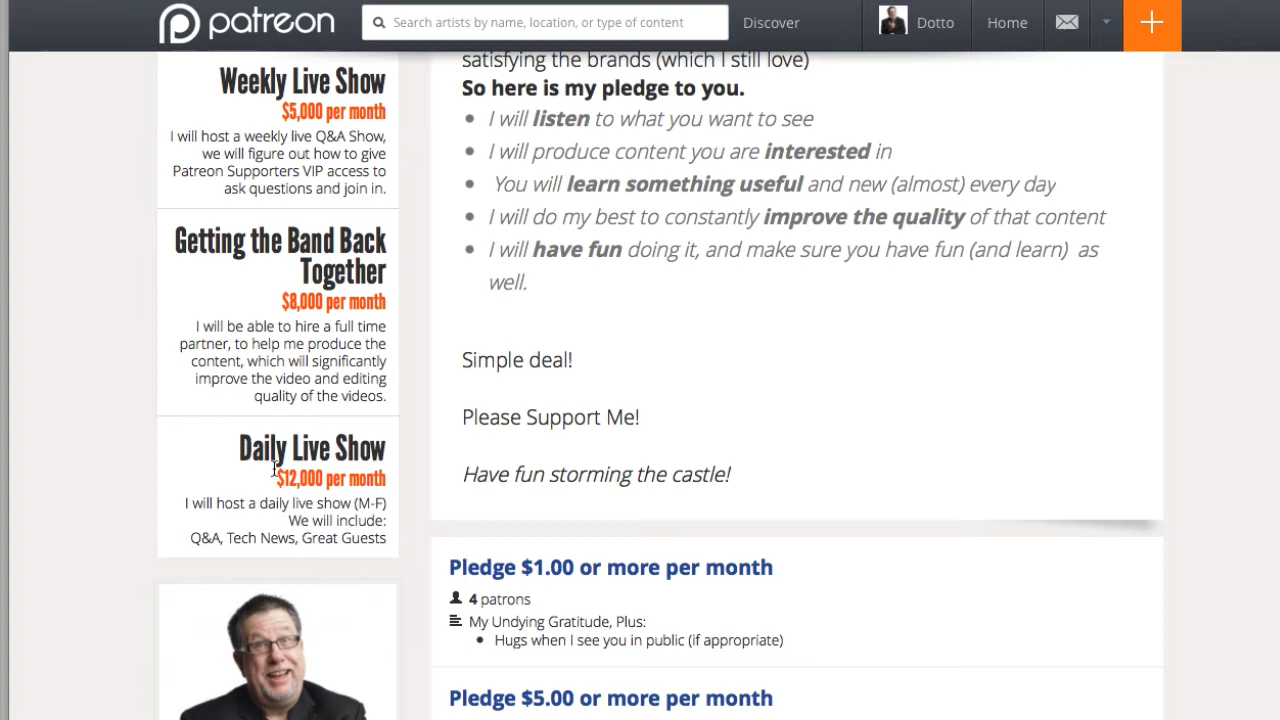 patreon
Search artists by name, location, or type of content
Discover
Dotto
Home
Weekly Live Show
$5,000 per month
I will host a weekly live Q&A Show,
we will figure out how to give
Patreon Supporters VIP access to
ask questions and join in.
Getting the Band Back
Together
$8,000 per month
I will be able to hire a full time
partner, to help me produce the
content, which will significantly
improve the video and editing
quality of the videos.
Daily Live Show
$12,000 per month
I will host a daily live show (M-F)
We will include:
Q&A, Tech News, Great Guests
satisfying the brands (which I still love)
So here is my pledge to you.
• I will listen to what you want to see
• I will produce content you are interested in
• You will learn something useful and new (almost) every day
• I will do my best to constantly improve the quality of that content
• I will have fun doing it, and make sure you have fun (and learn) as
well.
Simple deal!
Please Support Me!
Have fun storming the castle!
Pledge $1.00 or more per month
4 patrons
My Undying Gratitude, Plus:
• Hugs when I see you in public (if appropriate)
Pledge $5.00 or more per month